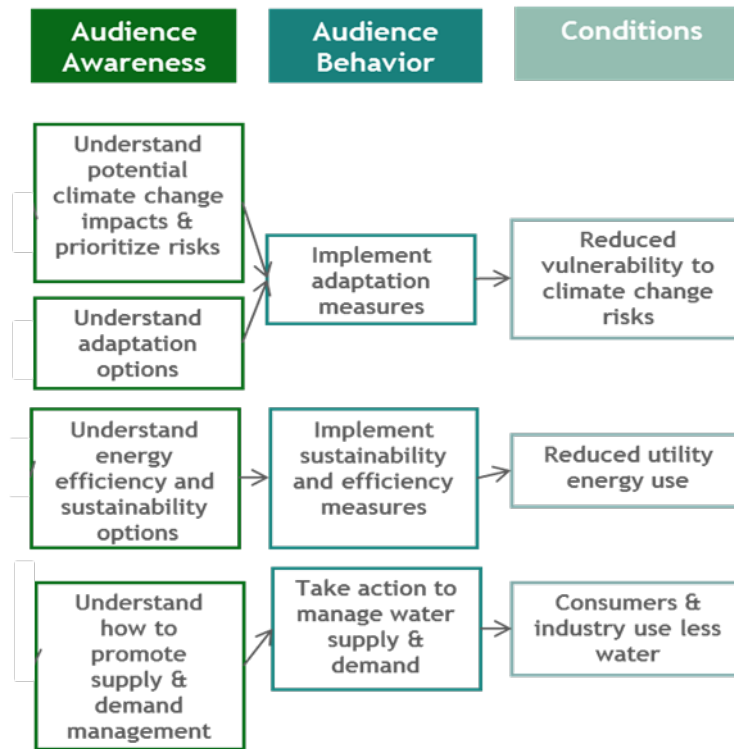 Audience
Awareness
Audience
Behavior
Conditions
Understand
potential
climate change
impacts &
prioritize risks
Implement
adaptation
measures
Reduced
vulnerability to
climate change
risks
Understand
adaptation
options
Understand
energy
efficiency and
sustainability
options
Implement
sustainability
and efficiency
measures
Reduced utility
energy use
Understand
how to
promote
supply &
demand
management
Take action to
manage water
supply &
demand
Consumers &
industry use less
water